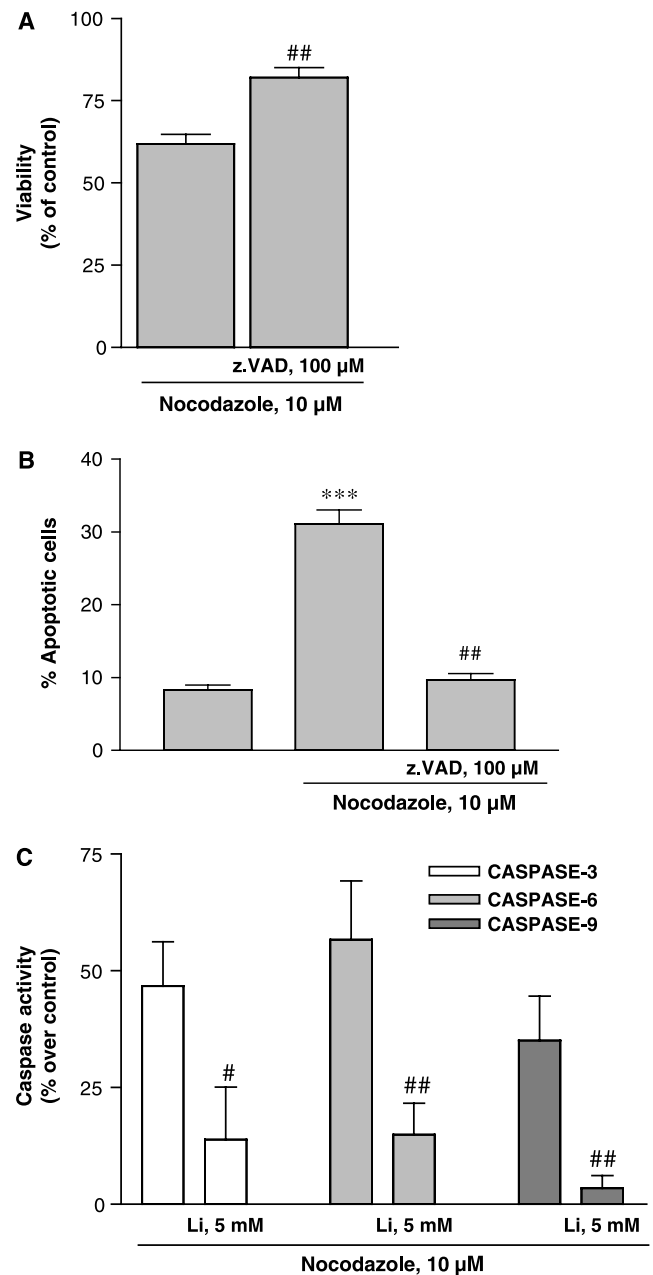 A
Viability
(% of control)
100
75
50
25
0
##
z.VAD, 100 µM
Nocodazole, 10 µM
B
% Apoptotic cells
40
30
20
10
0
***
##
z.VAD, 100 µM
Nocodazole, 10 µM
C
Caspase activity
(% over control)
75
50
25
0
CASPASE-3
CASPASE-6
CASPASE-9
#
##
##
Li, 5 mM
Li, 5 mM
Li, 5 mM
Nocodazole, 10 µM